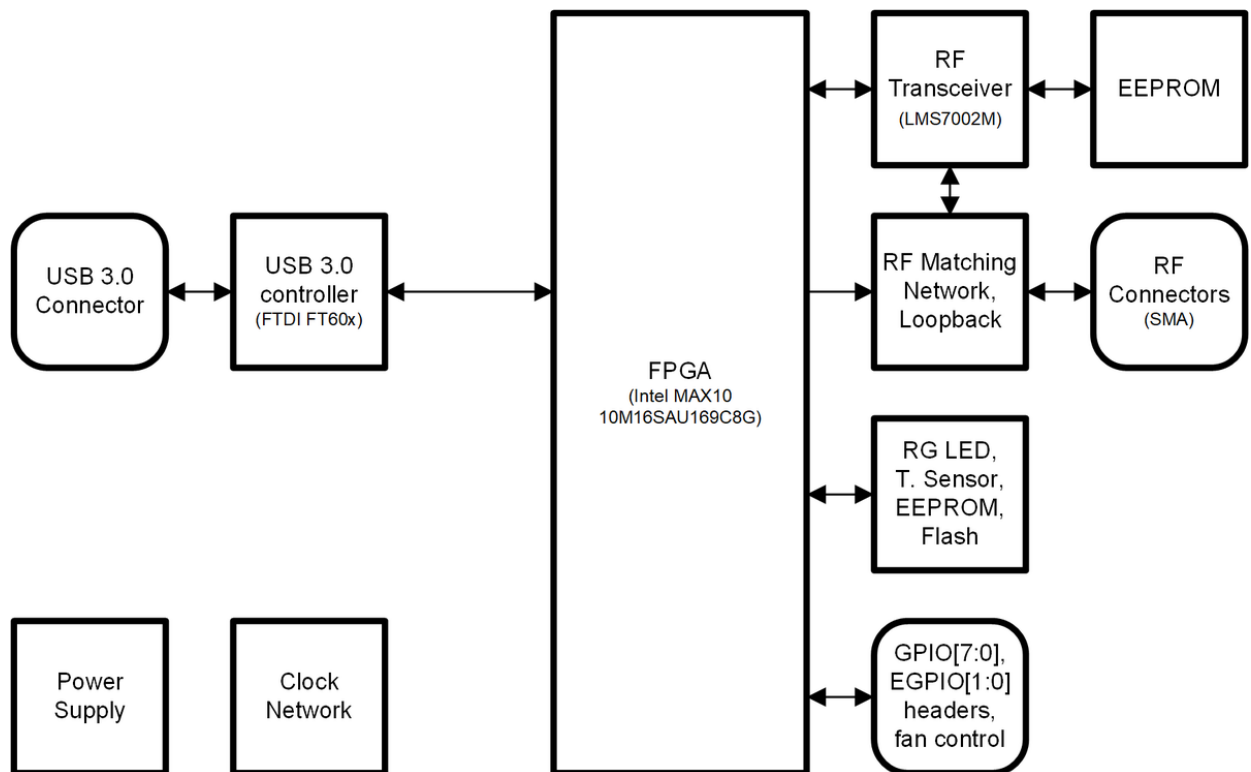 RF
Transceiver
(LMS7002M)
EEPROM
USB 3.0
Connector
USB 3.0
controller
(FTDI FT60x)
RF Matching
Network,
Loopback
RF
Connectors
(SMA)
FPGA
(Intel MAX10
10M16SAU169C8G)
RG LED,
T. Sensor,
EEPROM,
Flash
Power
Supply
Clock
Network
GPIO[7:0],
EGPIO[1:0]
headers,
fan control